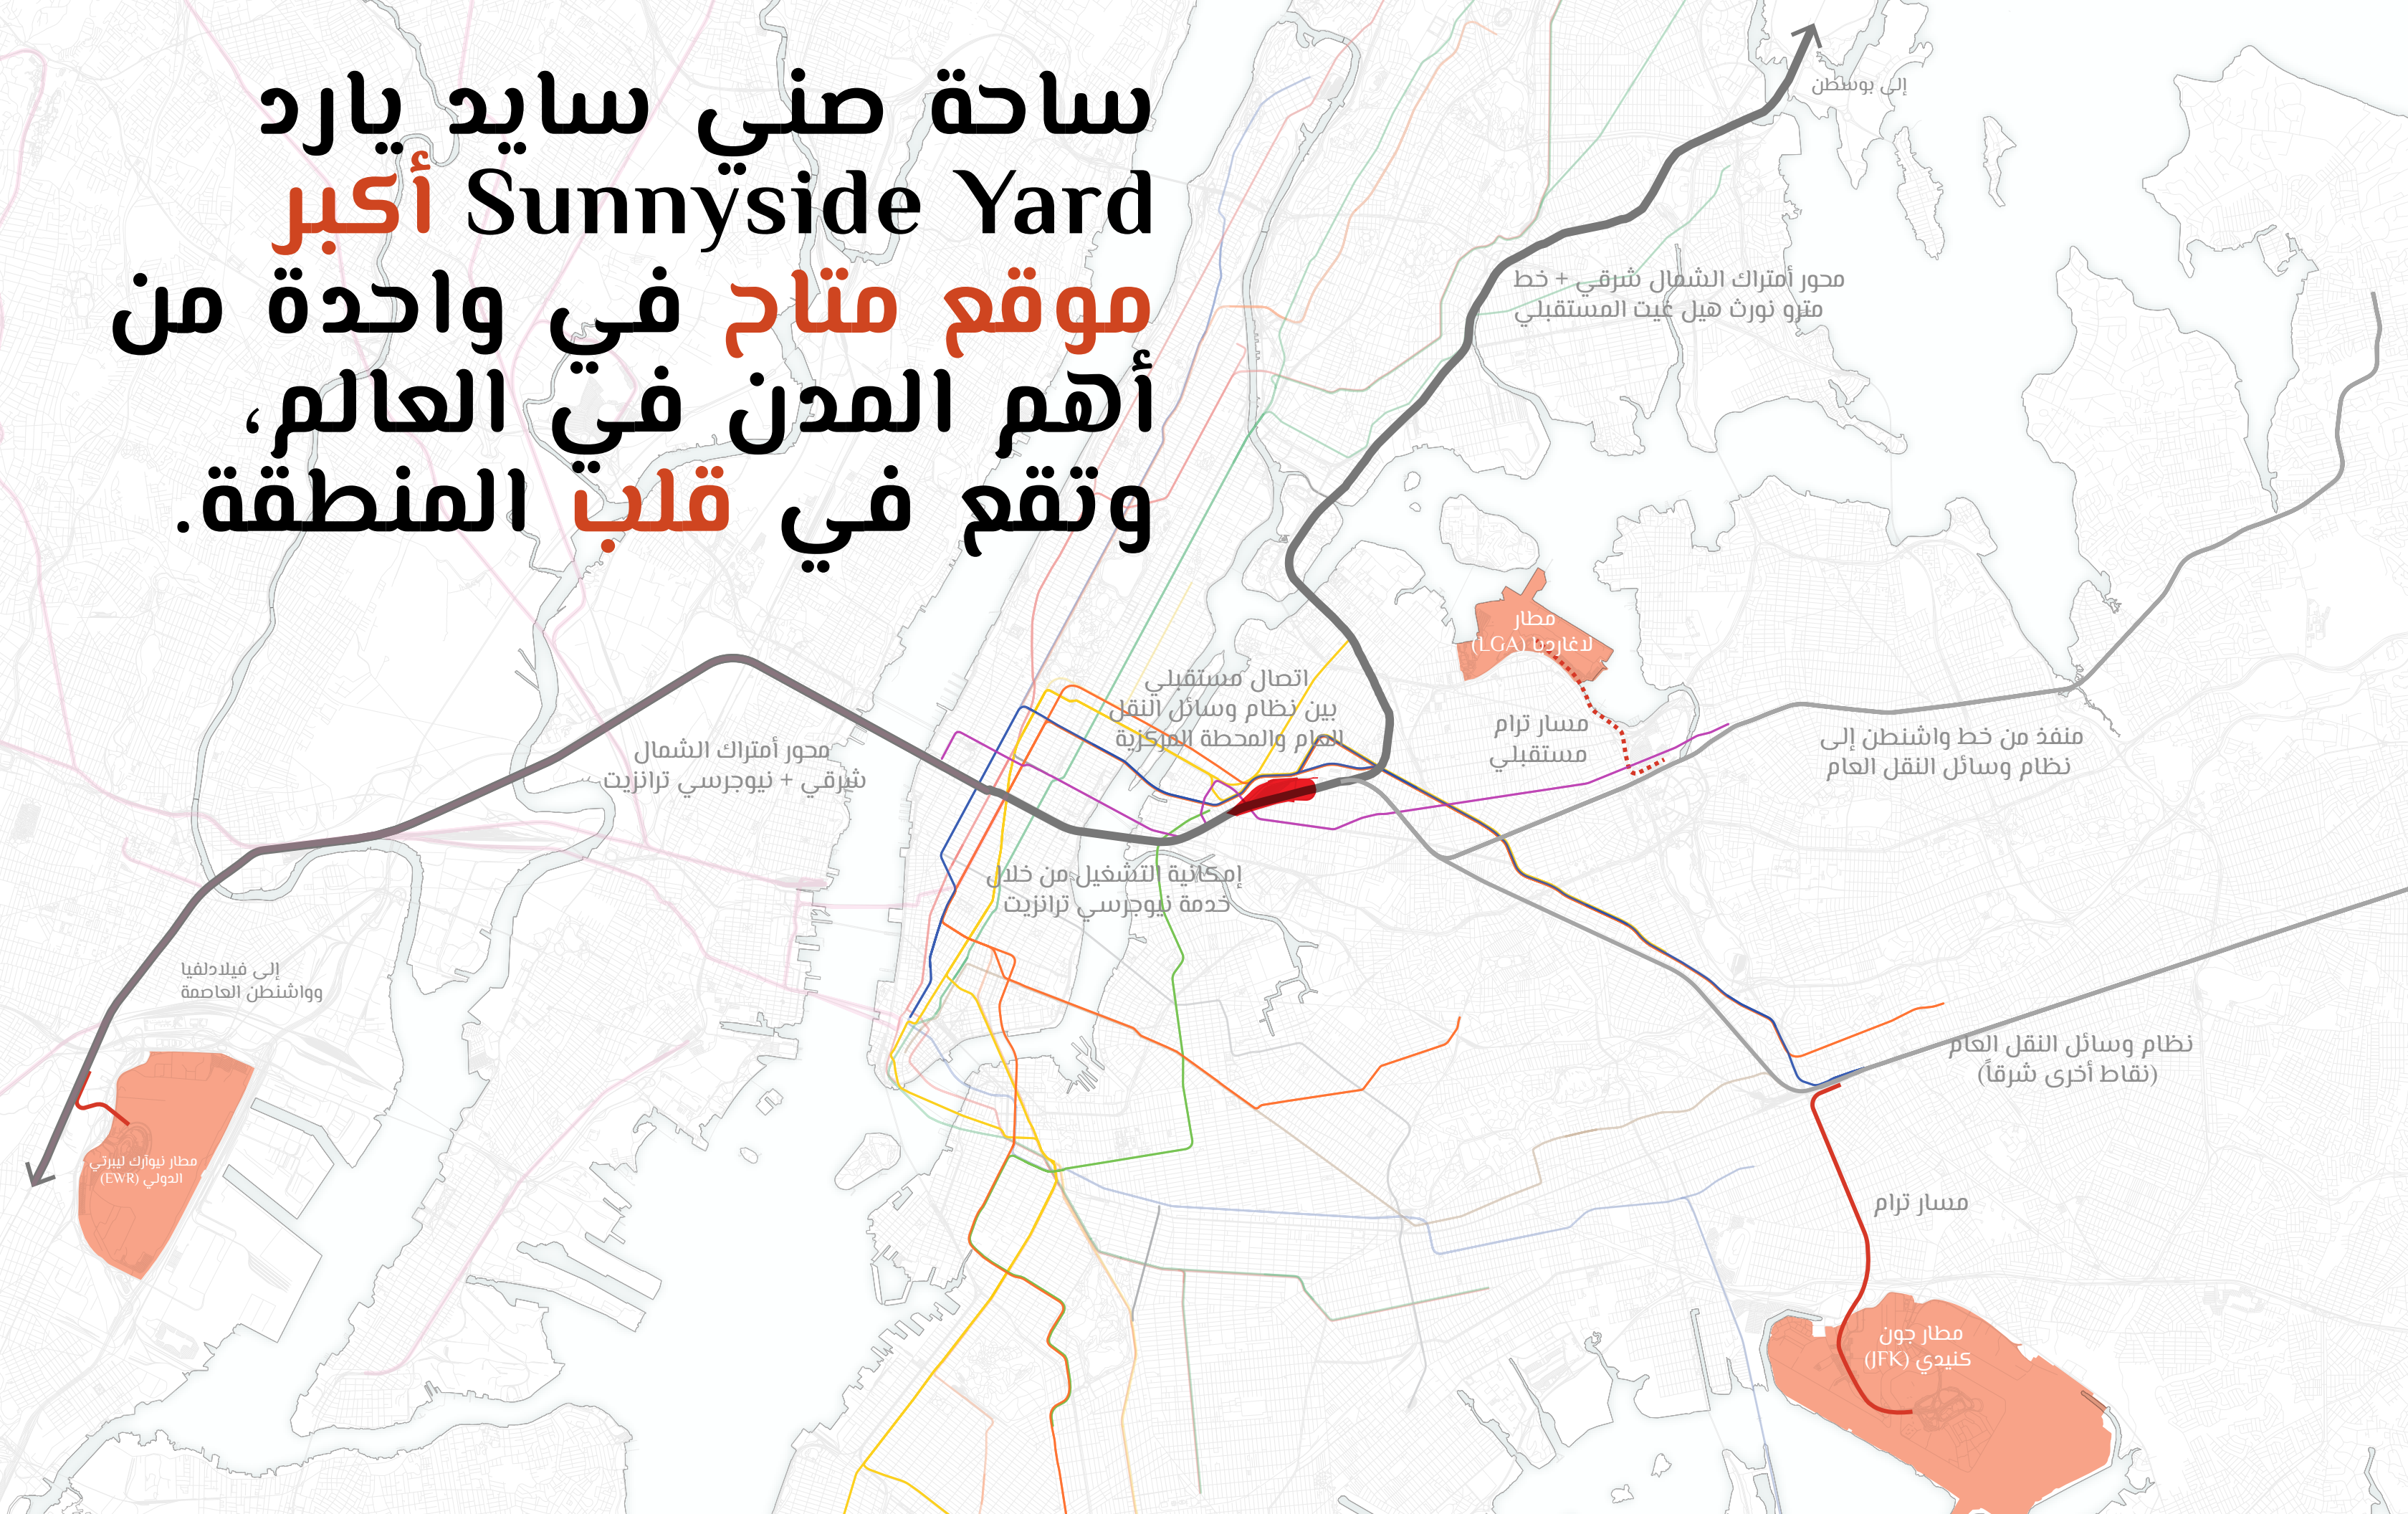 ساحة صني سايد يارد
Sunnyside Yard أكبر
موقع متاح في واحدة من
أهم المدن في العالم،
وتقع في قلب المنطقة.
إلى بوسطن
محور أمتراك الشمال شرقي + خط
مترو نورث هيل غيت المستقبلي
مطار
لاغارديا (LGA)
اتصال مستقبلي
بين نظام وسائل النقل
العام والمحطة المركزية
مسار ترام
مستقبلي
منفذ من خط واشنطن إلى
نظام وسائل النقل العام
محور أمتراك الشمال
شرقي + نيوجرسي ترانزيت
إمكانية التشغيل من خلال
خدمة نيوجرسي ترانزيت
إلى فيلادلفيا
وواشنطن العاصمة
نظام وسائل النقل العام
(نقاط أخرى شرقاً)
مطار نيوآرك ليبرتي
الدولي (EWR)
مسار ترام
مطار جون
كنيدي (JFK)